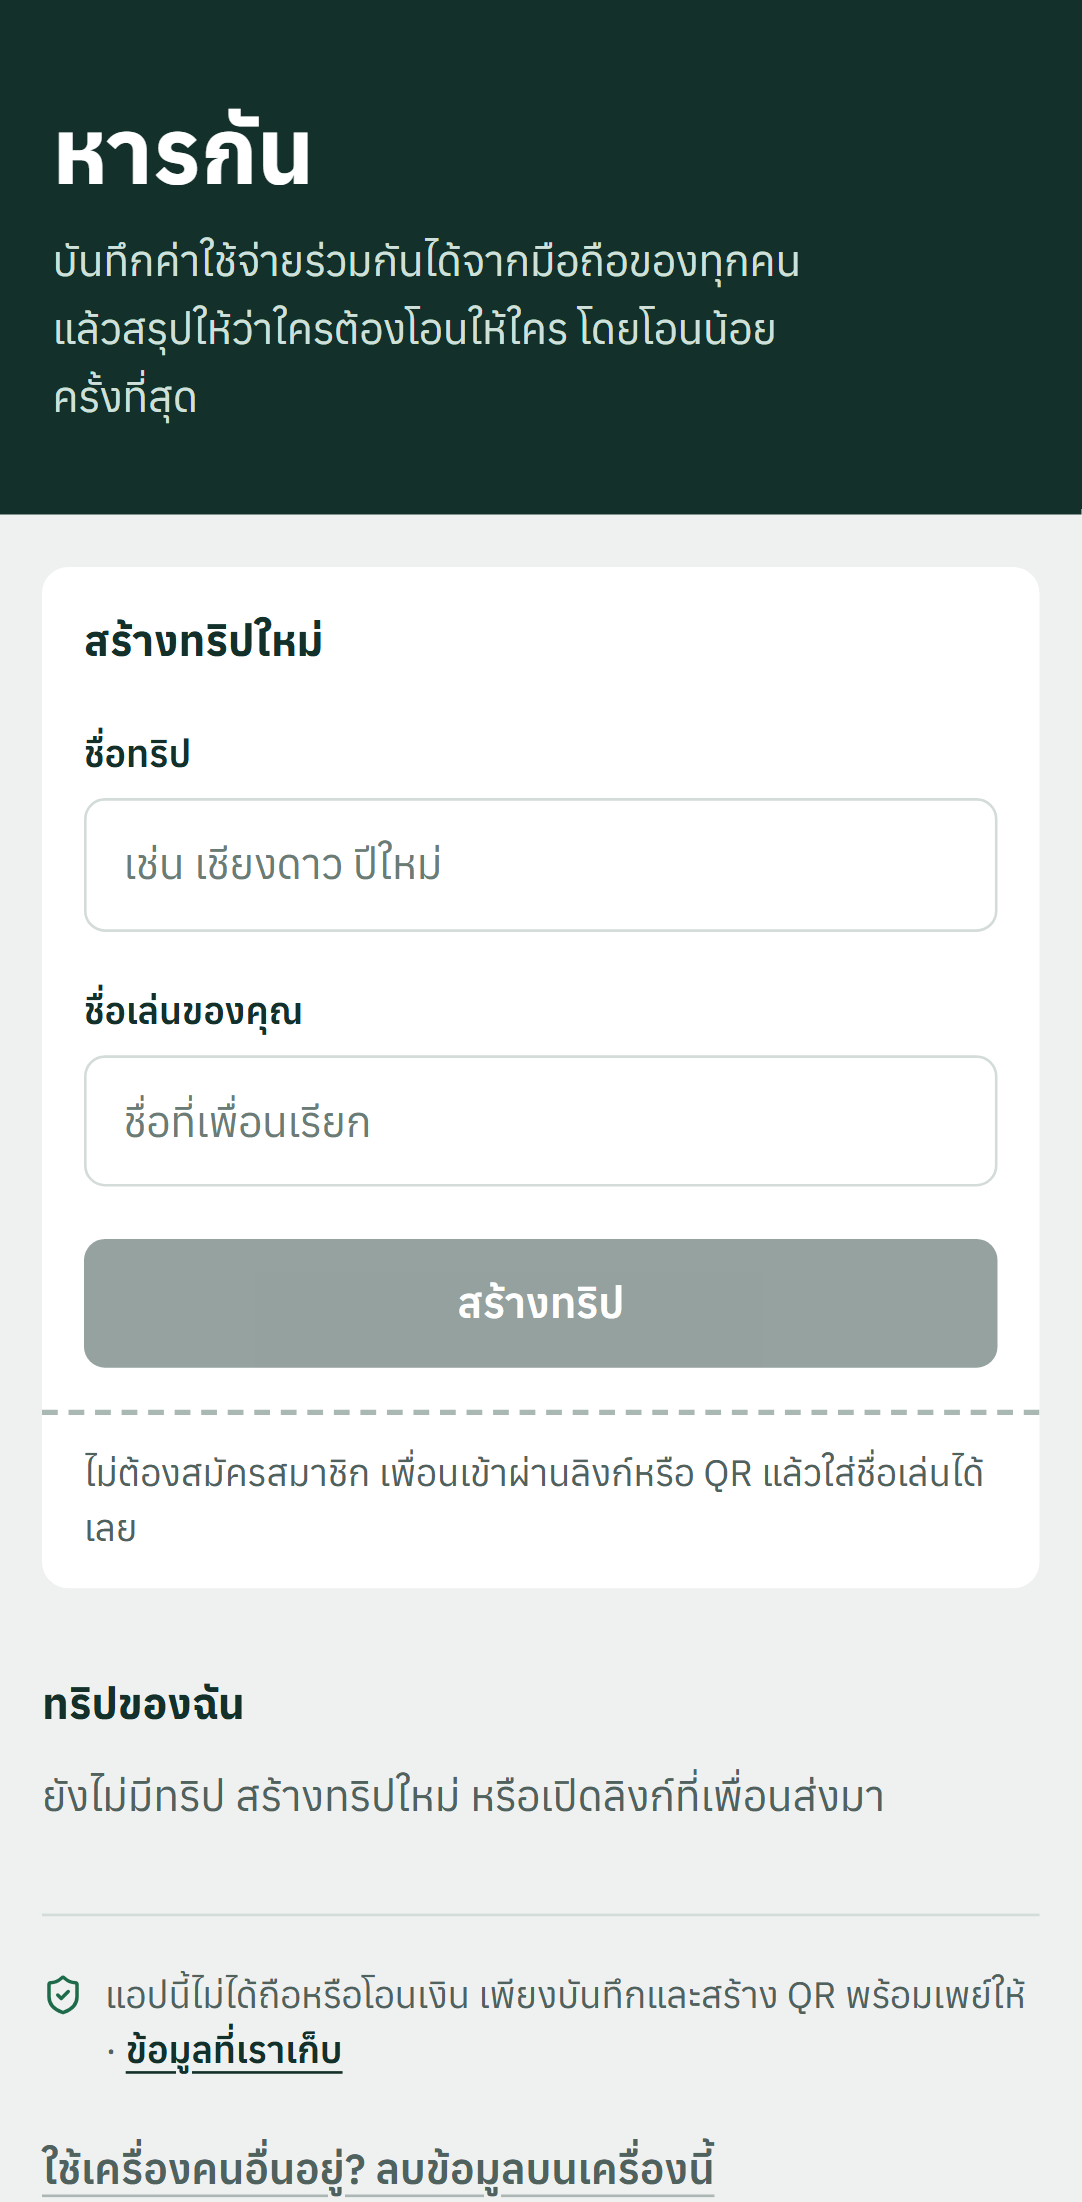 หารกัน
บันทึกค่าใช้จ่ายร่วมกันได้จากมือถือของทุกคน
แล้วสรุปให้ว่าใครต้องโอนให้ใคร โดยโอนน้อย
ครั้งที่สุด
สร้างทริปใหม่
ชื่อทริป
เช่น เชียงดาว ปีใหม่
ชื่อเล่นของคุณ
ชื่อที่เพื่อนเรียก
สร้างทริป
ไม่ต้องสมัครสมาชิก เพื่อนเข้าผ่านลิงก์หรือ QR แล้วใส่ชื่อเล่นได้
เลย
ทริปของฉัน
ยังไม่มีทริป สร้างทริปใหม่ หรือเปิดลิงก์ที่เพื่อนส่งมา
แอปนี้ไม่ได้ถือหรือโอนเงิน เพียงบันทึกและสร้าง QR พร้อมเพย์ให้
· ข้อมูลที่เราเก็บ
ใช้เครื่องคนอื่นอยู่? ลบข้อมูลบนเครื่องนี้